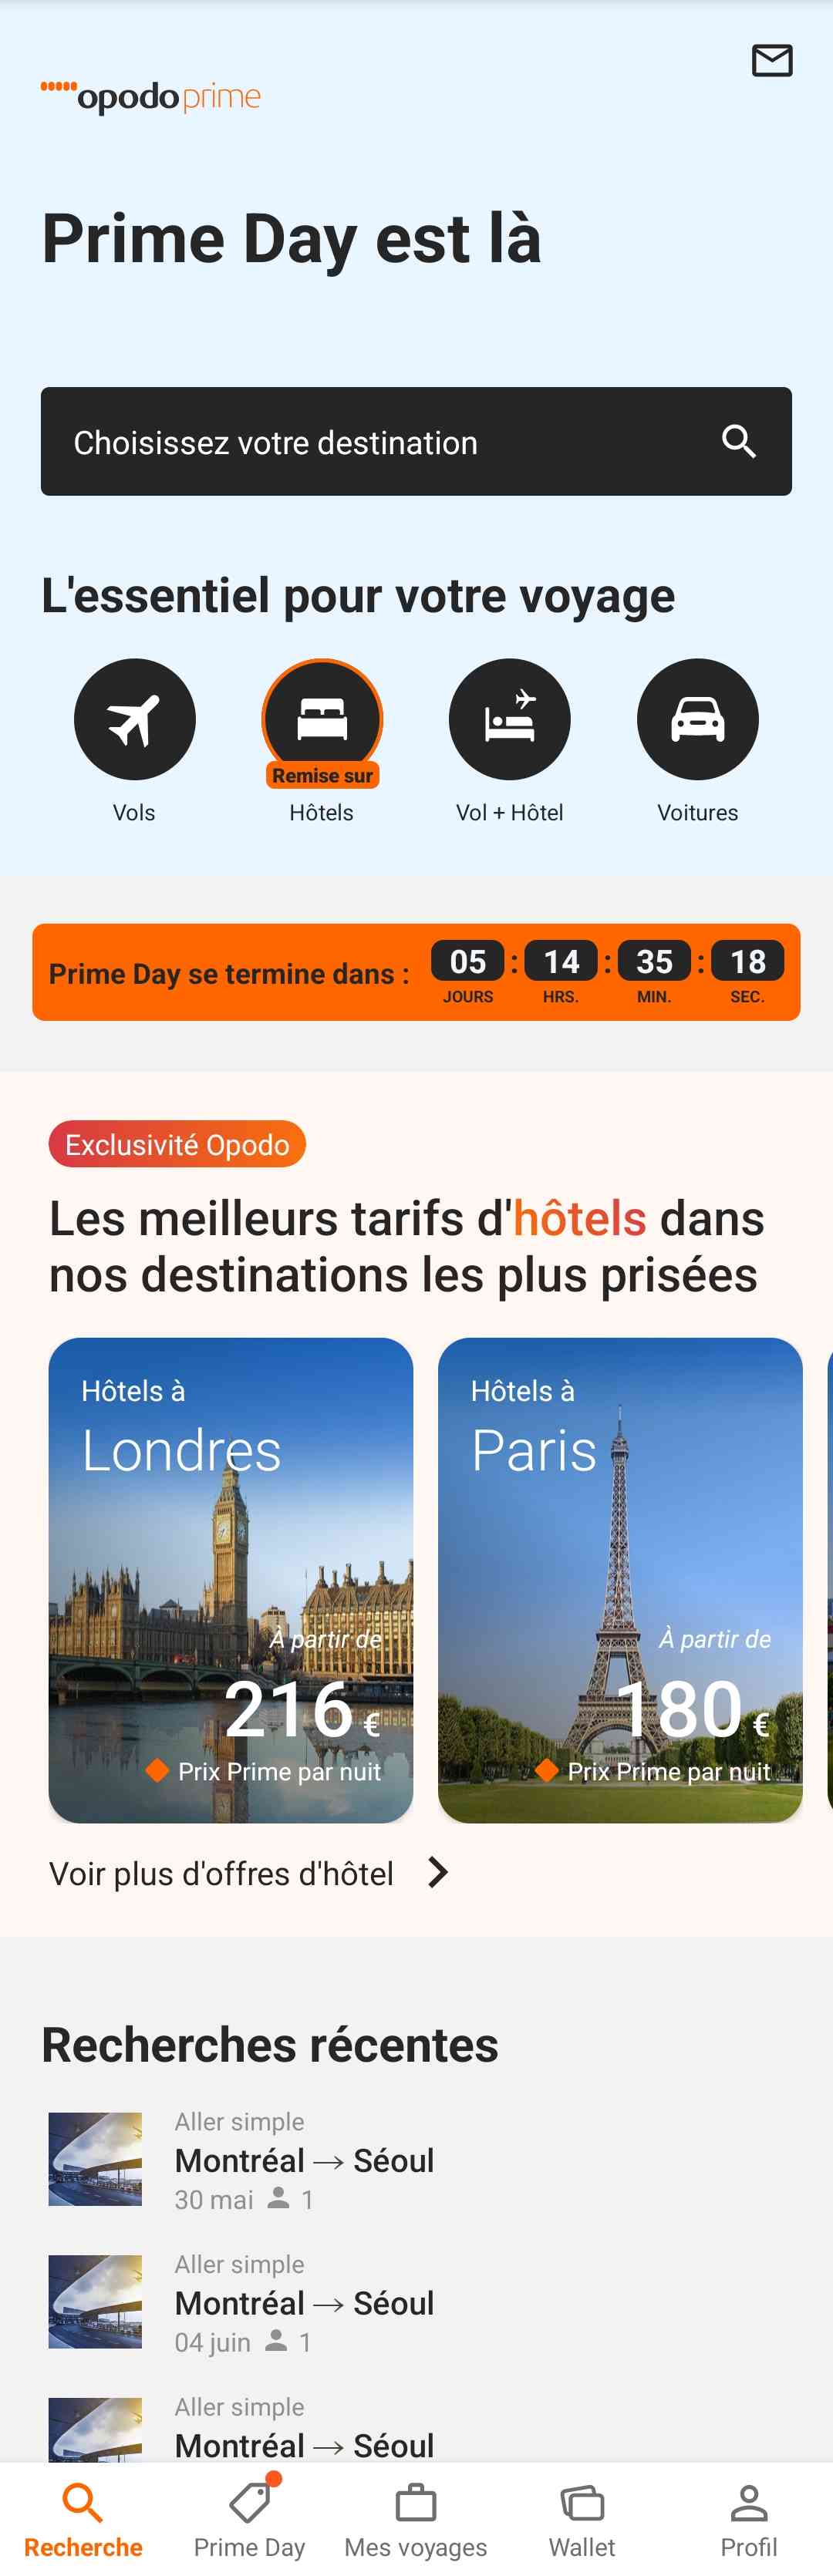 opodo prime
Prime Day est là
Choisissez votre destination
L'essentiel pour votre voyage
Remise sur
Vols
Hôtels
Vol + Hôtel
Voitures
Prime Day se termine dans :
05 : 14 : 35 : 18
JOURS HRS. MIN. SEC.
Exclusivité Opodo
Les meilleurs tarifs d'hôtels dans
nos destinations les plus prisées
Hôtels à
Londres
À partir de
216 €
Prix Prime par nuit
Hôtels à
Paris
À partir de
180 €
Prix Prime par nuit
Voir plus d'offres d'hôtel
Recherches récentes
Aller simple
Montréal → Séoul
30 mai 1
Aller simple
Montréal → Séoul
04 juin 1
Aller simple
Montréal → Séoul
Recherche
Prime Day
Mes voyages
Wallet
Profil